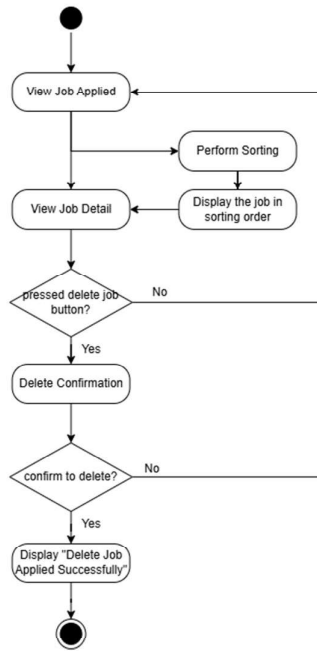 View Job Applied
Perform Sorting
View Job Detail
Display the job in
sorting order
pressed delete job
button?
No
Yes
Delete Confirmation
confirm to delete?
No
Yes
Display "Delete Job
Applied Successfully"